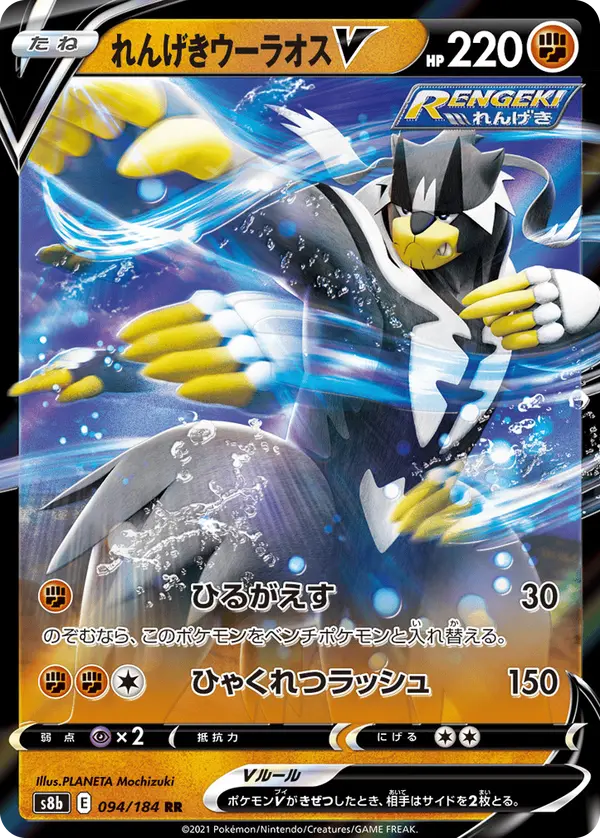 たね れんげきウーラオスV HP 220
RENGEKI
れんげき
ひるがえす 30
のぞむなら、このポケモンをベンチポケモンと入れ替える。
ひゃくれつラッシュ 150
弱点 ×2 抵抗力 にげる
Illus.PLANETA Mochizuki
Vルール
s8b E 094/184 RR
ポケモンVがきぜつしたとき、相手はサイドを2枚とる。
©2021 Pokémon/Nintendo/Creatures/GAME FREAK.